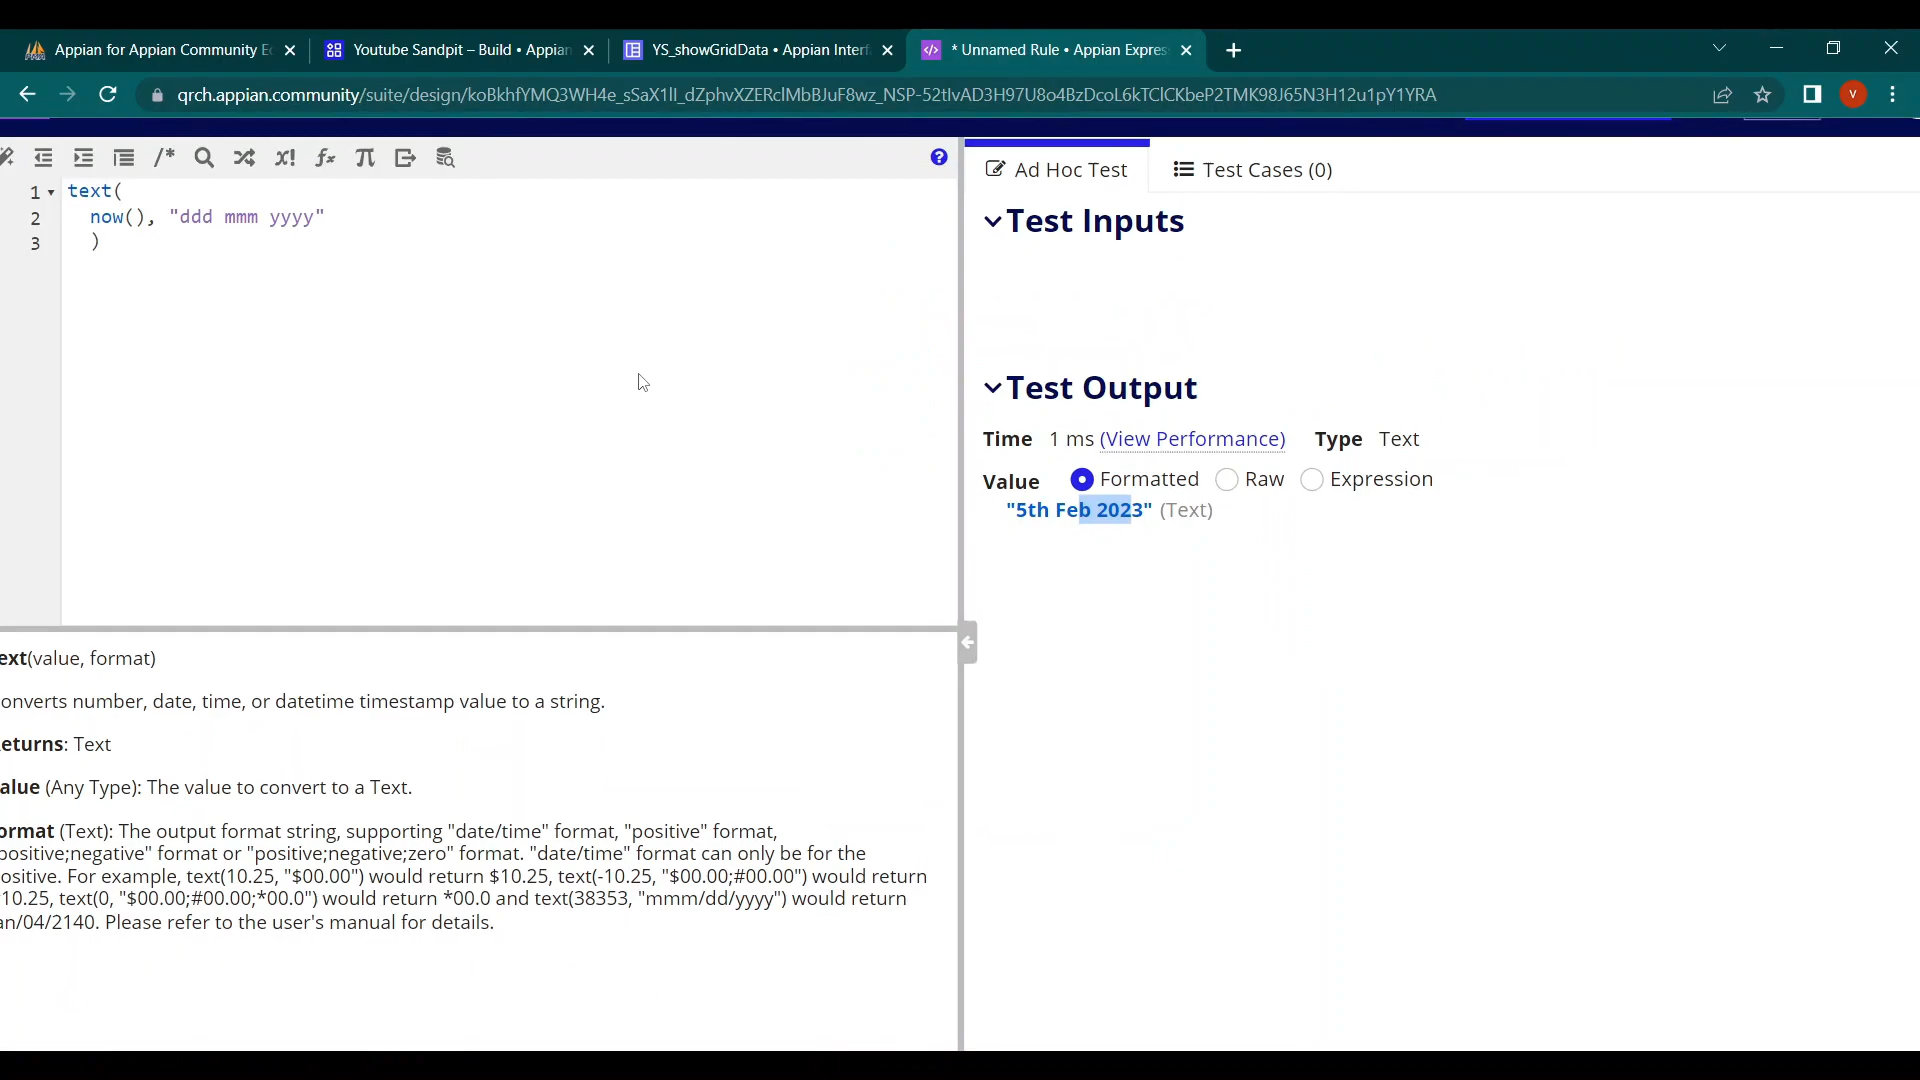 Appian for Appian Community E
Youtube Sandpit – Build • Appian
YS_showGridData • Appian Interf
* Unnamed Rule • Appian Expres
qrch.appian.community/suite/design/koBkhfYMQ3WH4e_sSaX1lI_dZphvXZERclMbBJuF8wz_NSP-52tlvAD3H97U8o4BzDcoL6kTClCKbeP2TMK98J65N3H12u1pY1YRA
V
1 text(
2 now(), "ddd mmm yyyy"
3 )
Ad Hoc Test
Test Cases (0)
Test Inputs
Test Output
Time 1 ms (View Performance) Type Text
Value Formatted Raw Expression
"5th Feb 2023" (Text)
ext(value, format)
onverts number, date, time, or datetime timestamp value to a string.
eturns: Text
alue (Any Type): The value to convert to a Text.
ormat (Text): The output format string, supporting "date/time" format, "positive" format,
positive;negative" format or "positive;negative;zero" format. "date/time" format can only be for the
ositive. For example, text(10.25, "$00.00") would return $10.25, text(-10.25, "$00.00;#00.00") would return
10.25, text(0, "$00.00;#00.00;*00.0") would return *00.0 and text(38353, "mmm/dd/yyyy") would return
an/04/2140. Please refer to the user's manual for details.